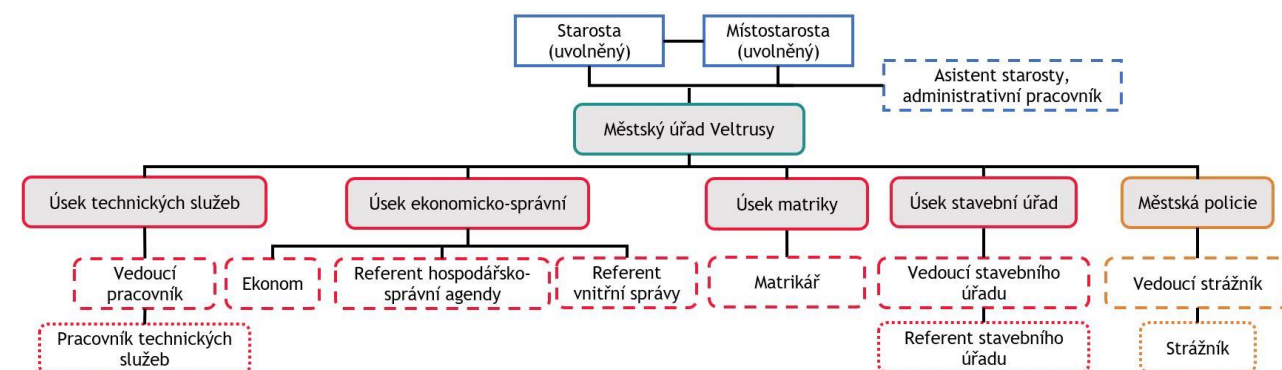 Starosta
(uvolněný)
Místostarosta
(uvolněný)
Asistent starosty,
administrativní pracovník
Městský úřad Veltrusy
Úsek technických služeb
Úsek ekonomicko-správní
Úsek matriky
Úsek stavební úřad
Městská policie
Vedoucí
pracovník
Ekonom
Referent hospodářsko-
správní agendy
Referent
vnitřní správy
Matrikář
Vedoucí stavebního
úřadu
Vedoucí strážník
Pracovník technických
služeb
Referent stavebního
úřadu
Strážník